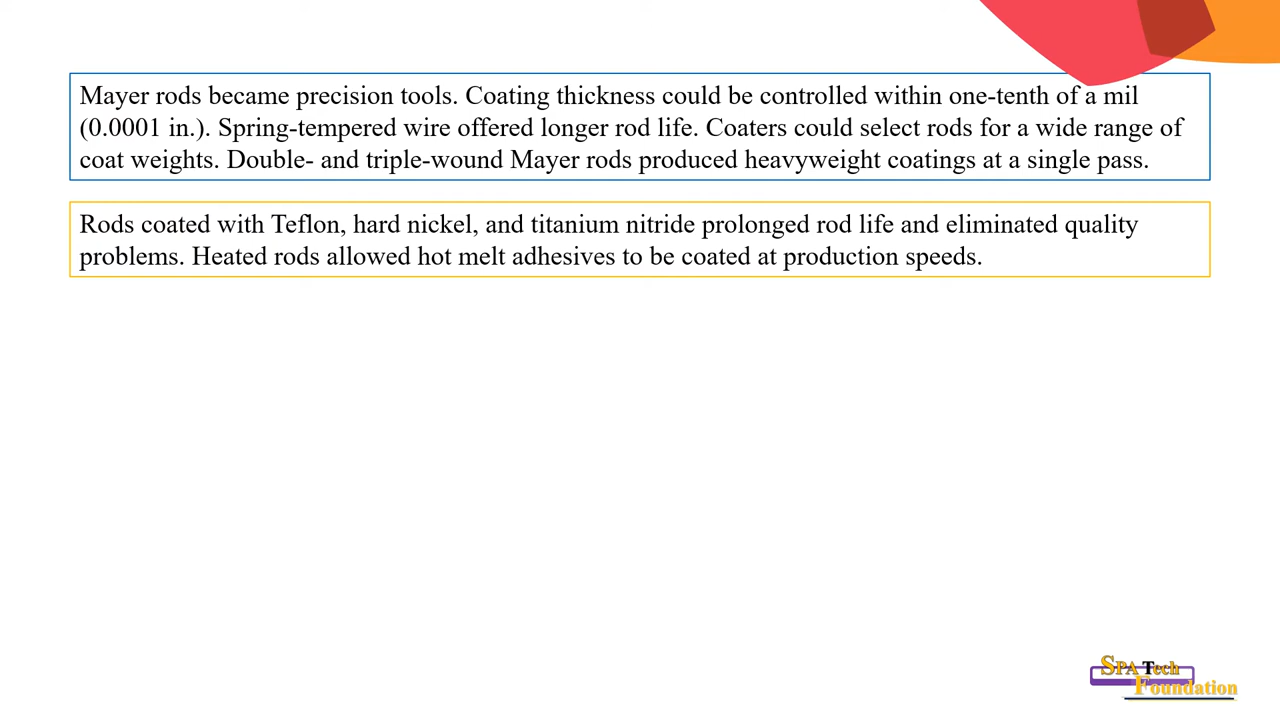 Mayer rods became precision tools. Coating thickness could be controlled within one-tenth of a mil
(0.0001 in.). Spring-tempered wire offered longer rod life. Coaters could select rods for a wide range of
coat weights. Double- and triple-wound Mayer rods produced heavyweight coatings at a single pass.
Rods coated with Teflon, hard nickel, and titanium nitride prolonged rod life and eliminated quality
problems. Heated rods allowed hot melt adhesives to be coated at production speeds.
SPA Tech
Foundation